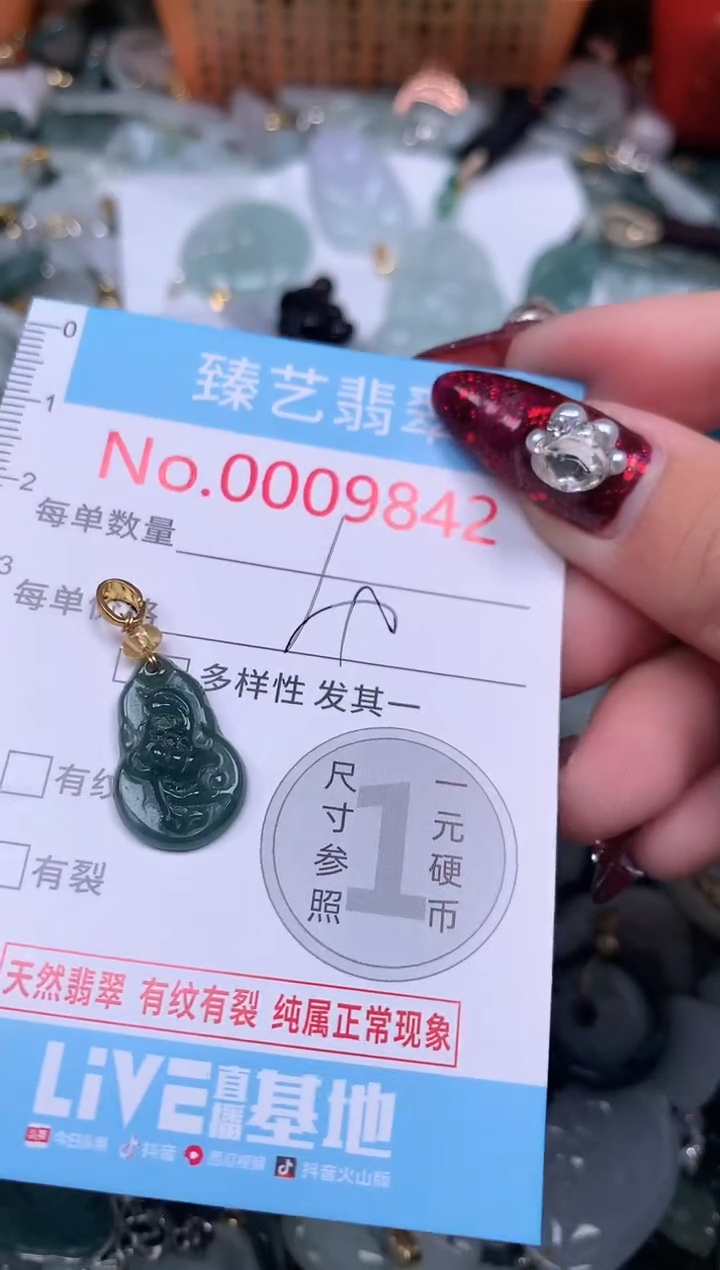 0
1
2
3
臻艺翡翠
No.0009842
每单数量
每单价格
多样性 发其一
有纹
有裂
尺寸参照
1
一元硬币
天然翡翠 有纹有裂 纯属正常现象
LiVE直播基地
头条 今日头条 抖音 西瓜视频 抖音火山版